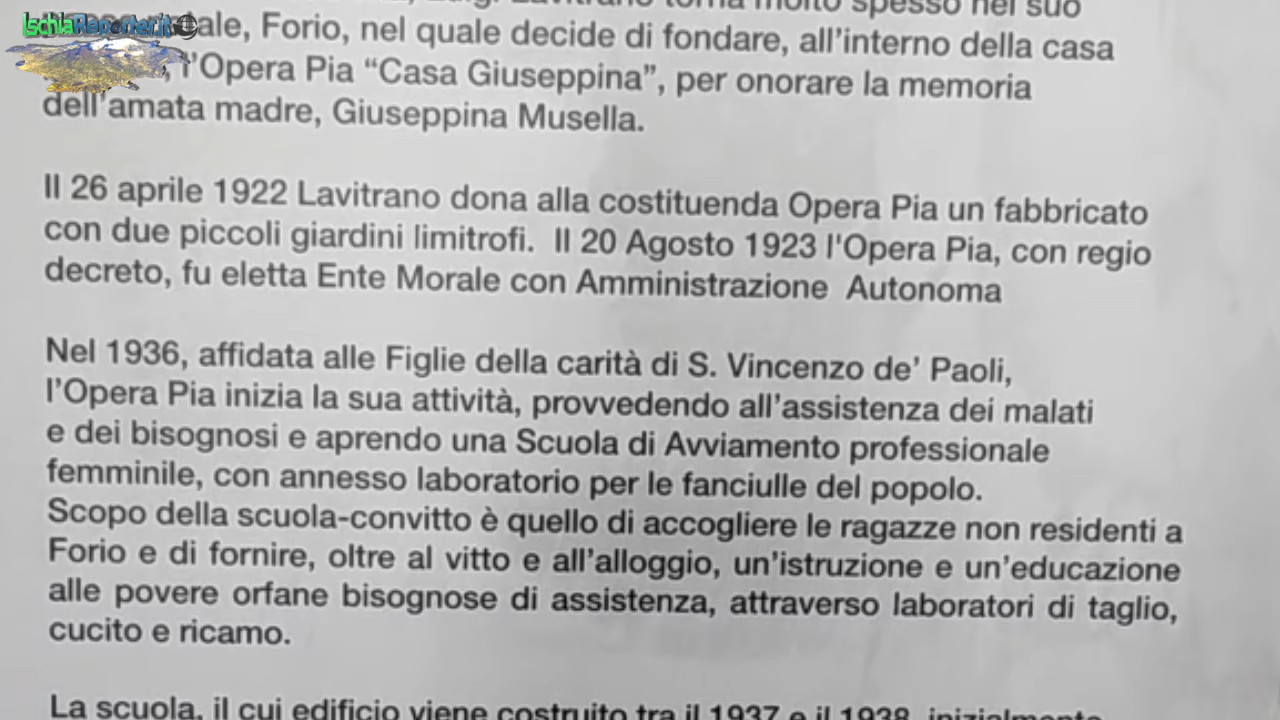 Lavitrano torna molto spesso nel suo
IschiaReporter.it
ale, Forio, nel quale decide di fondare, all'interno della casa
l'Opera Pia “Casa Giuseppina”, per onorare la memoria
dell'amata madre, Giuseppina Musella.
Il 26 aprile 1922 Lavitrano dona alla costituenda Opera Pia un fabbricato
con due piccoli giardini limitrofi. Il 20 Agosto 1923 l'Opera Pia, con regio
decreto, fu eletta Ente Morale con Amministrazione Autonoma
Nel 1936, affidata alle Figlie della carità di S. Vincenzo de' Paoli,
l'Opera Pia inizia la sua attività, provvedendo all'assistenza dei malati
e dei bisognosi e aprendo una Scuola di Avviamento professionale
femminile, con annesso laboratorio per le fanciulle del popolo.
Scopo della scuola-convitto è quello di accogliere le ragazze non residenti a
Forio e di fornire, oltre al vitto e all'alloggio, un'istruzione e un'educazione
alle povere orfane bisognose di assistenza, attraverso laboratori di taglio,
cucito e ricamo.
La scuola, il cui edificio viene costruito tra il 1937 e il 1938, inizialmente